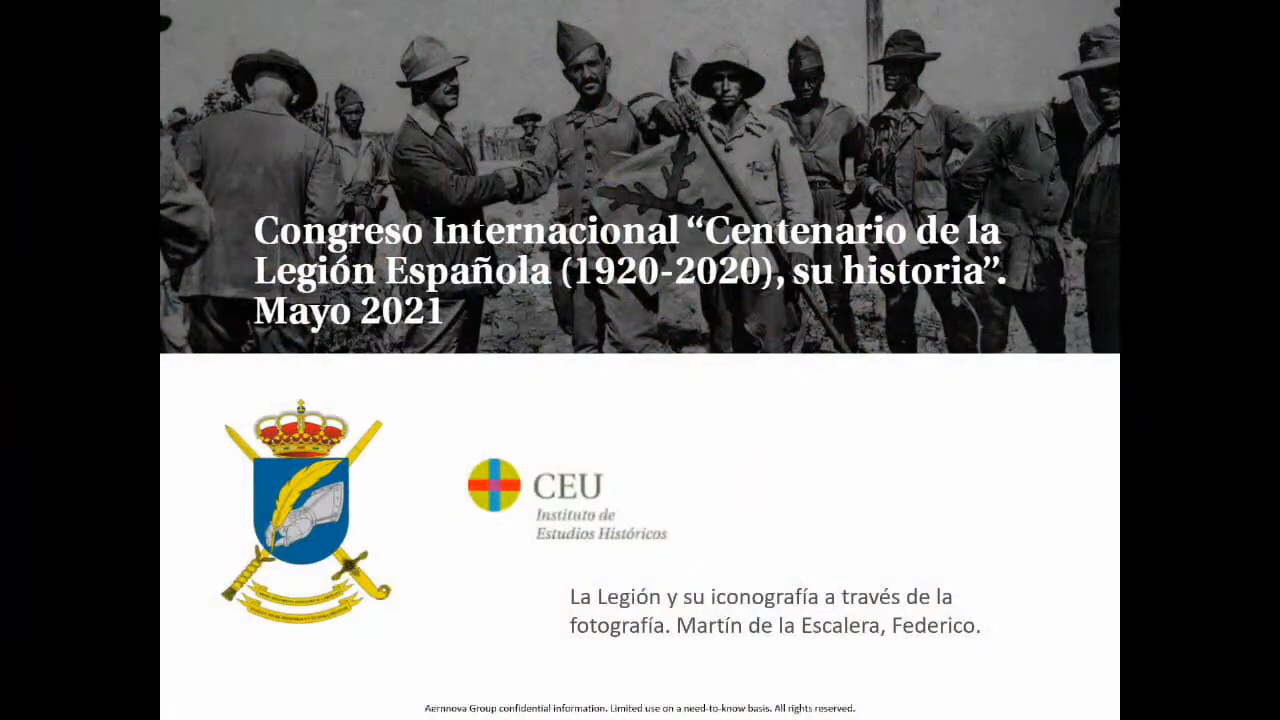 Congreso Internacional “Centenario de la
Legión Española (1920-2020), su historia”.
Mayo 2021
CEU
Instituto de
Estudios Históricos
La Legión y su iconografía a través de la
fotografía. Martín de la Escalera, Federico.
Aernnova Group confidential information. Limited use on a need-to-know basis. All rights reserved.